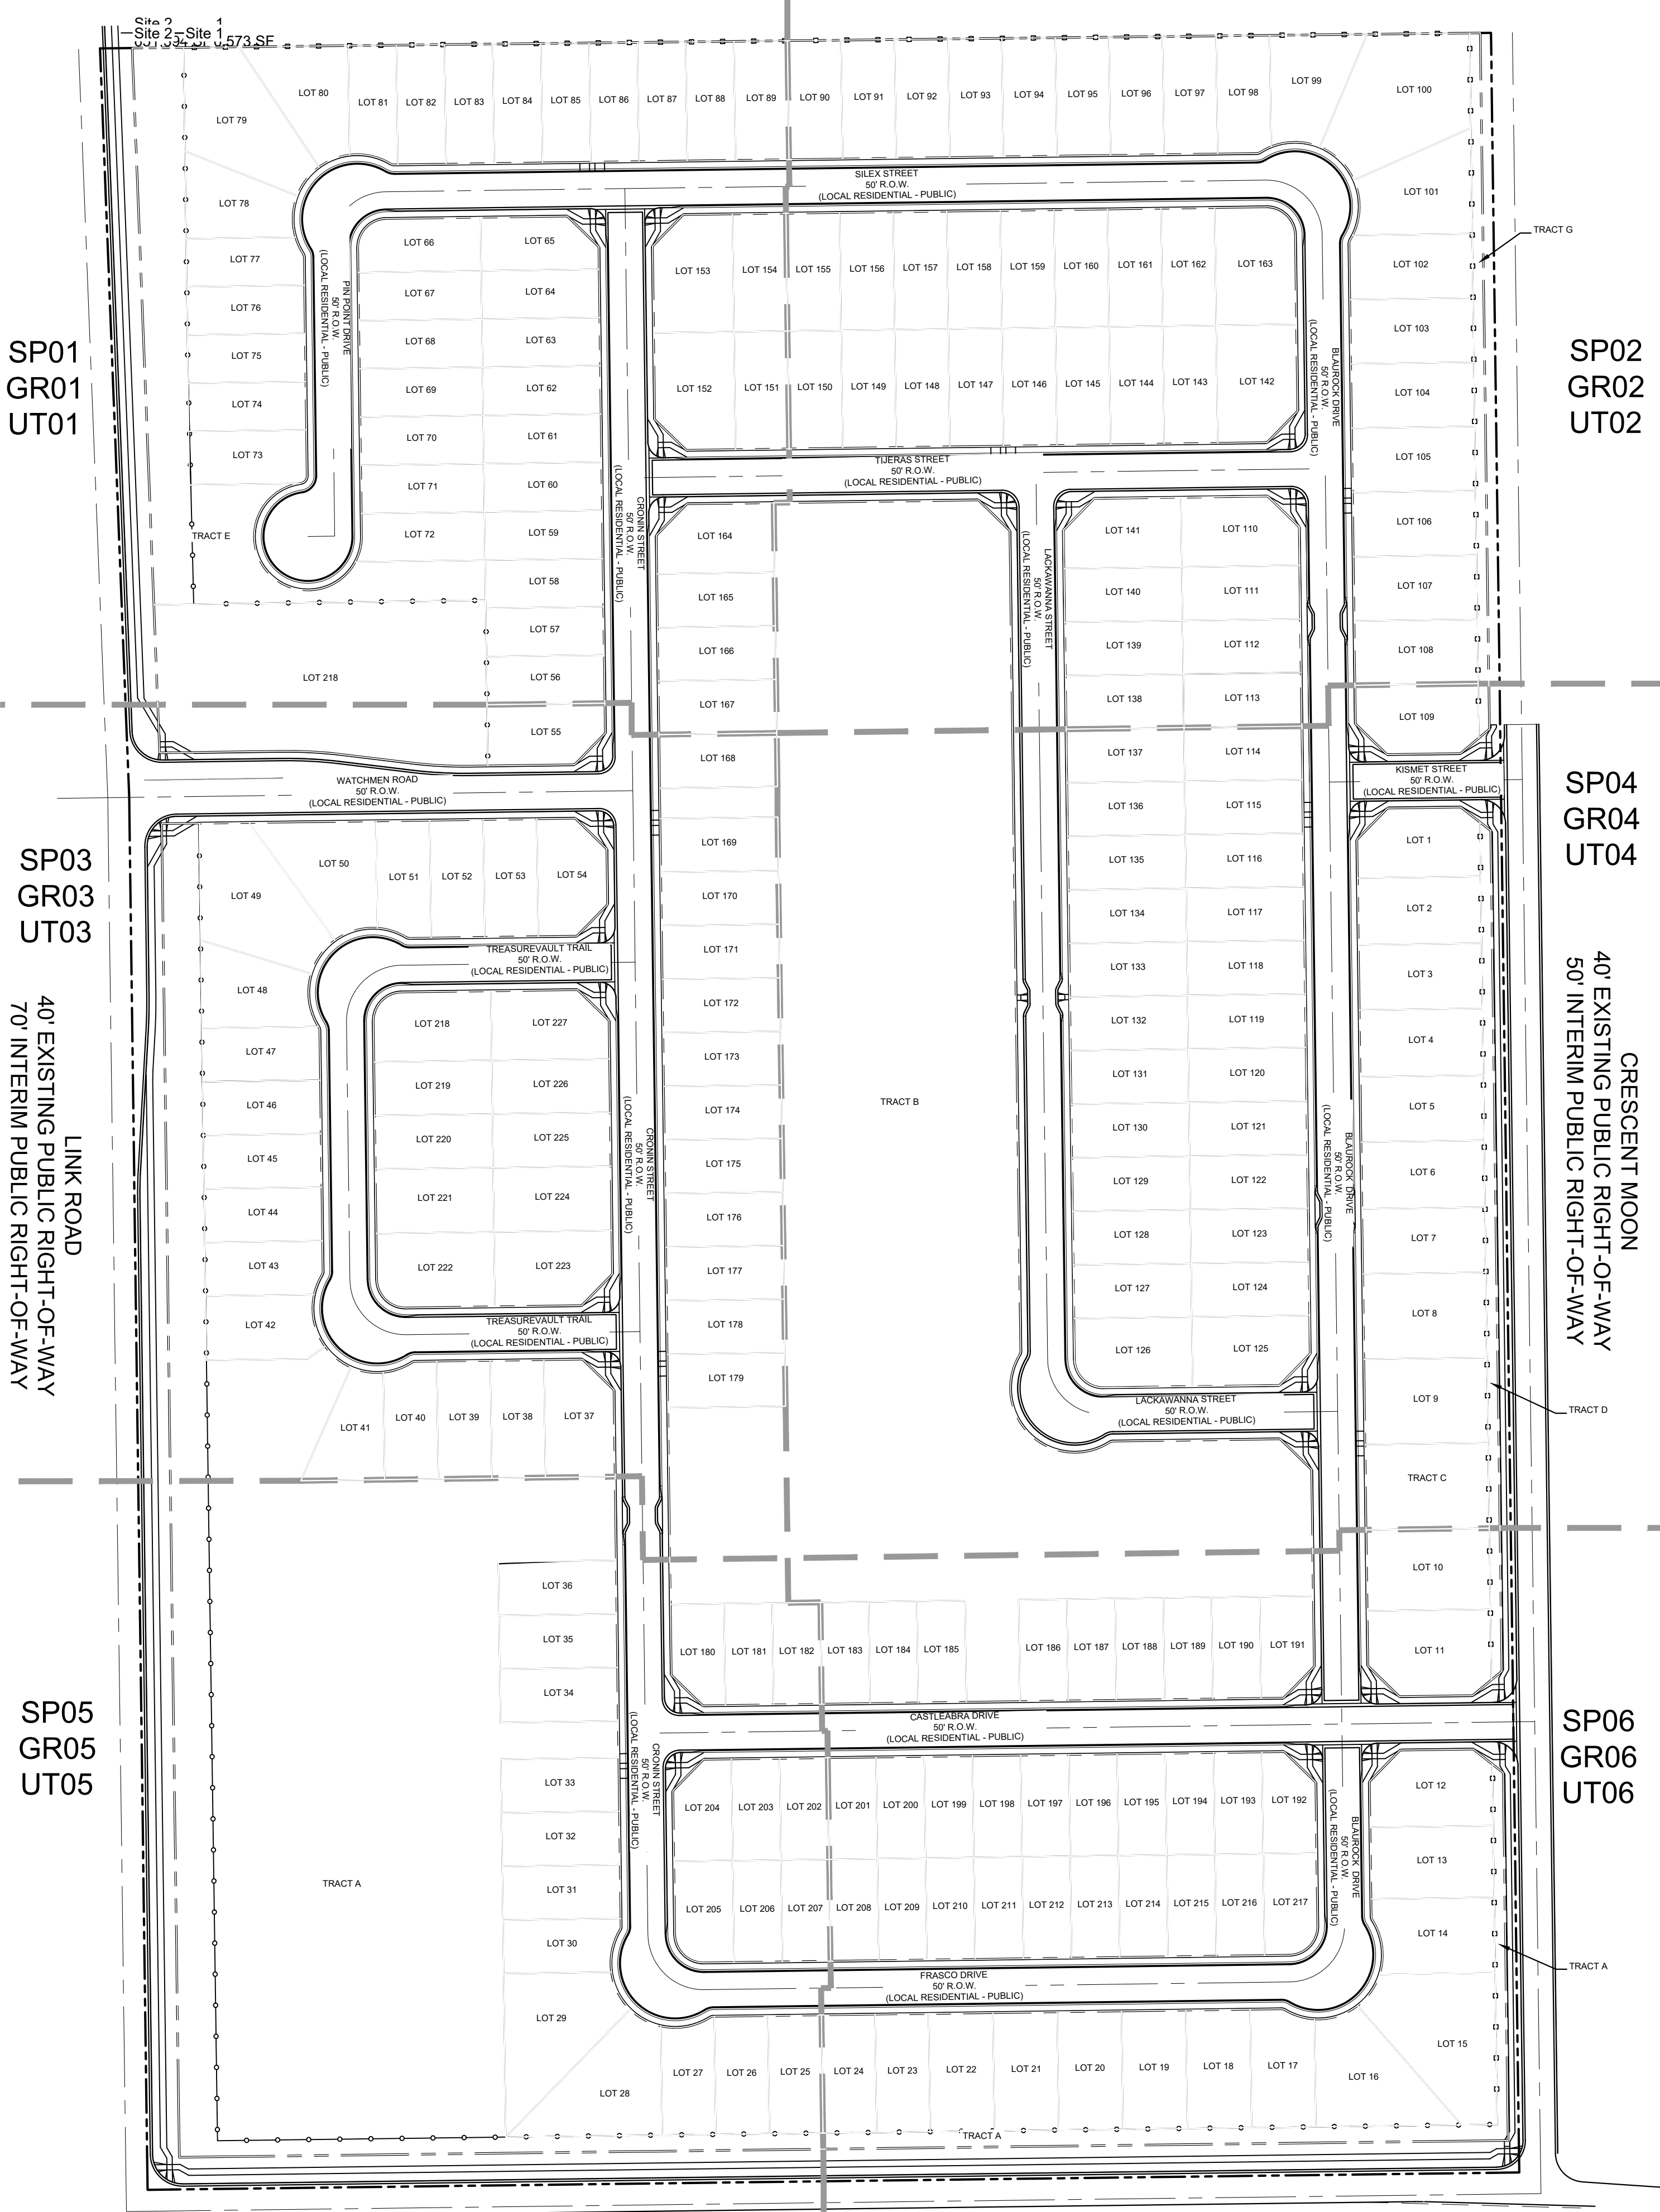 Site 2 1
Site 2 Site 1
573 SF
LOT 79
LOT 80
LOT 81
LOT 82
LOT 83
LOT 84
LOT 85
LOT 86
LOT 87
LOT 88
LOT 89
LOT 90
LOT 91
LOT 92
LOT 93
LOT 94
LOT 95
LOT 96
LOT 97
LOT 98
LOT 99
LOT 100
LOT 101
LOT 102
LOT 103
LOT 104
LOT 105
LOT 106
LOT 107
LOT 108
LOT 109
TRACT G
SILEX STREET
50' R.O.W.
(LOCAL RESIDENTIAL - PUBLIC)
LOT 78
LOT 77
LOT 76
LOT 75
LOT 74
LOT 73
TRACT E
PIN POINT DRIVE
50' R.O.W.
(LOCAL RESIDENTIAL - PUBLIC)
LOT 66
LOT 65
LOT 67
LOT 64
LOT 68
LOT 63
LOT 69
LOT 62
LOT 70
LOT 61
LOT 71
LOT 60
LOT 72
LOT 59
LOT 58
LOT 57
LOT 56
LOT 55
LOT 218
SP01
GR01
UT01
SP02
GR02
UT02
LOT 153
LOT 154
LOT 155
LOT 156
LOT 157
LOT 158
LOT 159
LOT 160
LOT 161
LOT 162
LOT 163
LOT 152
LOT 151
LOT 150
LOT 149
LOT 148
LOT 147
LOT 146
LOT 145
LOT 144
LOT 143
LOT 142
BLAUROCK DRIVE
50' R.O.W.
(LOCAL RESIDENTIAL - PUBLIC)
TIJERAS STREET
50' R.O.W.
(LOCAL RESIDENTIAL - PUBLIC)
CRONIN STREET
50' R.O.W.
(LOCAL RESIDENTIAL - PUBLIC)
LACKAWANNA STREET
50' R.O.W.
(LOCAL RESIDENTIAL - PUBLIC)
LOT 164
LOT 165
LOT 166
LOT 167
LOT 168
LOT 169
LOT 170
LOT 171
LOT 172
LOT 173
LOT 174
LOT 175
LOT 176
LOT 177
LOT 178
LOT 179
TRACT B
LOT 141
LOT 110
LOT 140
LOT 111
LOT 139
LOT 112
LOT 138
LOT 113
LOT 137
LOT 114
LOT 136
LOT 115
LOT 135
LOT 116
LOT 134
LOT 117
LOT 133
LOT 118
LOT 132
LOT 119
LOT 131
LOT 120
LOT 130
LOT 121
LOT 129
LOT 122
LOT 128
LOT 123
LOT 127
LOT 124
LOT 126
LOT 125
KISMET STREET
50' R.O.W.
(LOCAL RESIDENTIAL - PUBLIC)
WATCHMEN ROAD
50' R.O.W.
(LOCAL RESIDENTIAL - PUBLIC)
SP03
GR03
UT03
SP04
GR04
UT04
LINK ROAD
40' EXISTING PUBLIC RIGHT-OF-WAY
70' INTERIM PUBLIC RIGHT-OF-WAY
CRESCENT MOON
40' EXISTING PUBLIC RIGHT-OF-WAY
50' INTERIM PUBLIC RIGHT-OF-WAY
LOT 49
LOT 50
LOT 51
LOT 52
LOT 53
LOT 54
LOT 48
LOT 47
LOT 46
LOT 45
LOT 44
LOT 43
LOT 42
TREASUREVAULT TRAIL
50' R.O.W.
(LOCAL RESIDENTIAL - PUBLIC)
LOT 218
LOT 227
LOT 219
LOT 226
LOT 220
LOT 225
LOT 221
LOT 224
LOT 222
LOT 223
TREASUREVAULT TRAIL
50' R.O.W.
(LOCAL RESIDENTIAL - PUBLIC)
CRONIN STREET
50' R.O.W.
(LOCAL RESIDENTIAL - PUBLIC)
BLAUROCK DRIVE
50' R.O.W.
(LOCAL RESIDENTIAL - PUBLIC)
LOT 41
LOT 40
LOT 39
LOT 38
LOT 37
LACKAWANNA STREET
50' R.O.W.
(LOCAL RESIDENTIAL - PUBLIC)
LOT 1
LOT 2
LOT 3
LOT 4
LOT 5
LOT 6
LOT 7
LOT 8
LOT 9
TRACT D
TRACT C
LOT 10
LOT 11
LOT 36
LOT 35
LOT 34
LOT 33
LOT 32
LOT 31
LOT 30
LOT 29
LOT 28
TRACT A
SP05
GR05
UT05
SP06
GR06
UT06
LOT 180
LOT 181
LOT 182
LOT 183
LOT 184
LOT 185
LOT 186
LOT 187
LOT 188
LOT 189
LOT 190
LOT 191
CASTLEABRA DRIVE
50' R.O.W.
(LOCAL RESIDENTIAL - PUBLIC)
CRONIN STREET
50' R.O.W.
(LOCAL RESIDENTIAL - PUBLIC)
LOT 204
LOT 203
LOT 202
LOT 201
LOT 200
LOT 199
LOT 198
LOT 197
LOT 196
LOT 195
LOT 194
LOT 193
LOT 192
LOT 205
LOT 206
LOT 207
LOT 208
LOT 209
LOT 210
LOT 211
LOT 212
LOT 213
LOT 214
LOT 215
LOT 216
LOT 217
BLAUROCK DRIVE
50' R.O.W.
(LOCAL RESIDENTIAL - PUBLIC)
LOT 12
LOT 13
LOT 14
TRACT A
FRASCO DRIVE
50' R.O.W.
(LOCAL RESIDENTIAL - PUBLIC)
LOT 27
LOT 26
LOT 25
LOT 24
LOT 23
LOT 22
LOT 21
LOT 20
LOT 19
LOT 18
LOT 17
LOT 16
LOT 15
TRACT A